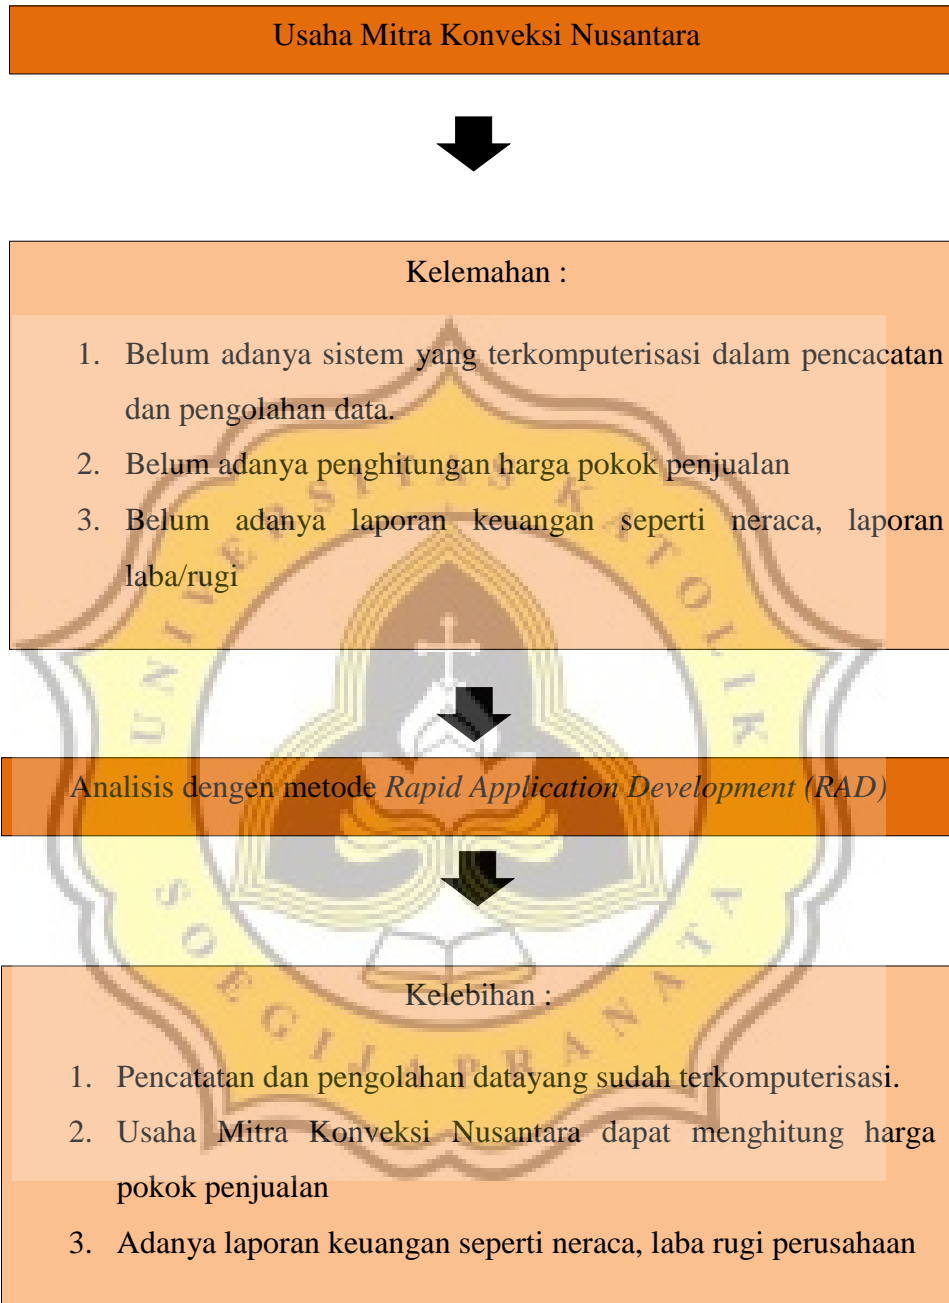 Usaha Mitra Konveksi Nusantara
Kelemahan :
1. Belum adanya sistem yang terkomputerisasi dalam pencacatan
dan pengolahan data.
2. Belum adanya penghitungan harga pokok penjualan
3. Belum adanya laporan keuangan seperti neraca, laporan
laba/rugi
Analisis dengen metode Rapid Application Development (RAD)
Kelebihan :
1. Pencatatan dan pengolahan datayang sudah terkomputerisasi.
2. Usaha Mitra Konveksi Nusantara dapat menghitung harga
pokok penjualan
3. Adanya laporan keuangan seperti neraca, laba rugi perusahaan
UNIVERSITAS KATOLIK
SOEGIJAPRANATA